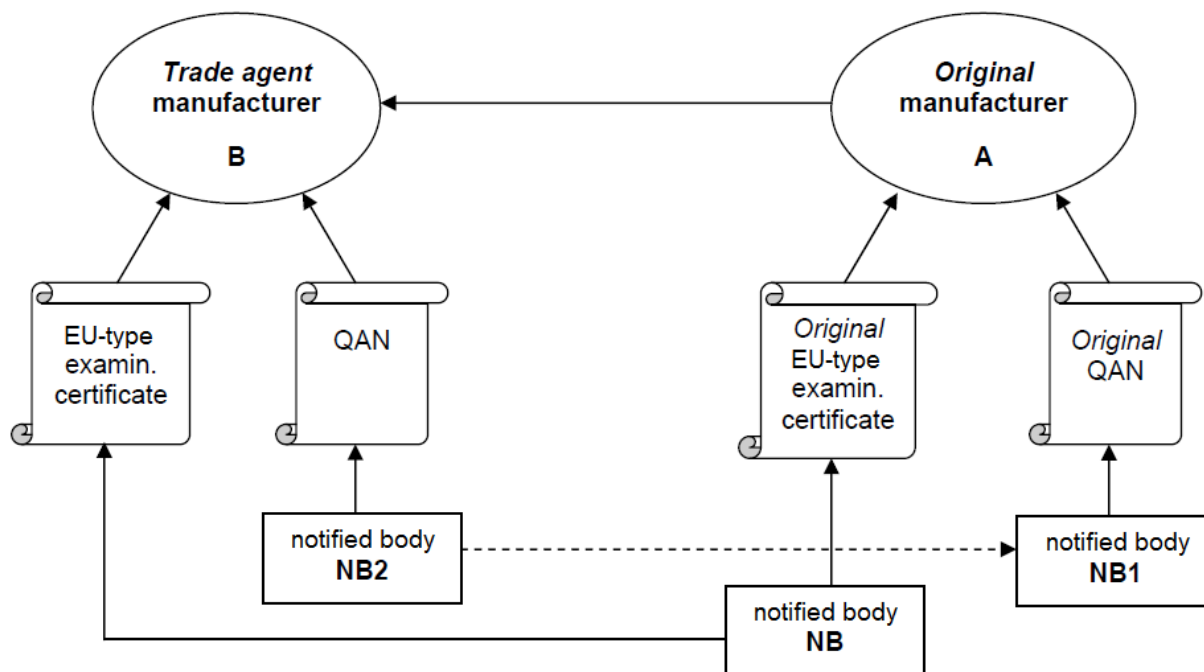 Trade agent
manufacturer
B
Original
manufacturer
A
EU-type
examin.
certificate
QAN
Original
EU-type
examin.
certificate
Original
QAN
notified body
NB2
notified body
NB1
notified body
NB